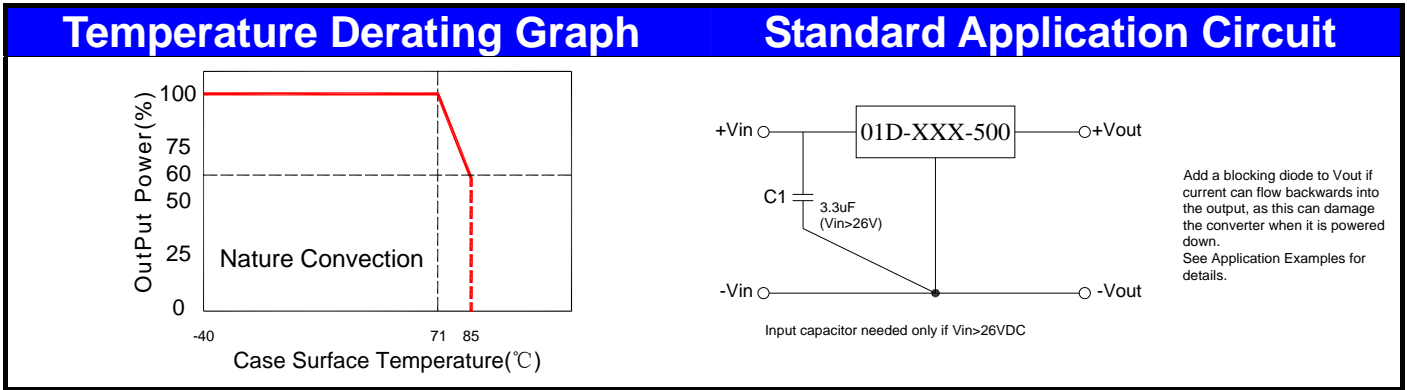 Temperature Derating Graph
Standard Application Circuit
OutPut Power(%)
100
75
60
50
25
0
Nature Convection
-40
71
85
Case Surface Temperature(℃)
+Vin
01D-XXX-500
+Vout
C1
3.3uF
(Vin>26V)
-Vin
-Vout
Input capacitor needed only if Vin>26VDC
Add a blocking diode to Vout if
current can flow backwards into
the output, as this can damage
the converter when it is powered
down.
See Application Examples for
details.